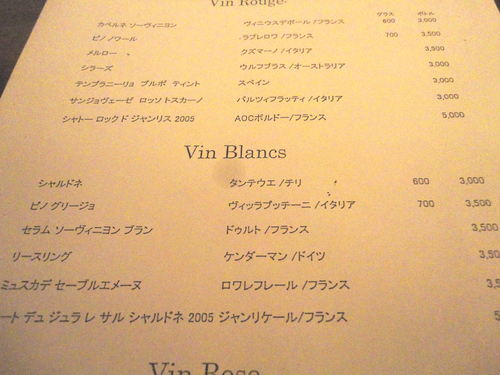 Vin Rouge.
グラス ボトル
カベルネ ソーヴィニヨン ヴィニウスデポール /フランス 600 3,000
ピノ ノワール ラブレロワ /フランス 700 3,500
メルロー クズマーノ /イタリア 3,500
シラーズ ウルフブラス /オーストラリア 3,000
テンプラニーリョ プルポ ティント スペイン 3,000
サンジョヴェーゼ ロッソ トスカーノ バルツィフラッティ /イタリア 3,000
シャトー ロックド ジャンリス 2005 AOCボルドー/フランス 5,000
Vin Blancs
シャルドネ タンテウエ /チリ 600 3,000
ピノ グリージョ ヴィッラブッチーニ /イタリア 700 3,500
セラム ソーヴィニヨン ブラン ドゥルト /フランス 3,500
リースリング ケンダーマン /ドイツ 3,50
ミュスカデ セーブルエメーヌ ロワレフレール /フランス 3,5
ート デュ ジュラ レ サル シャルドネ 2005 ジャンリケール/フランス 5
Vin Rose